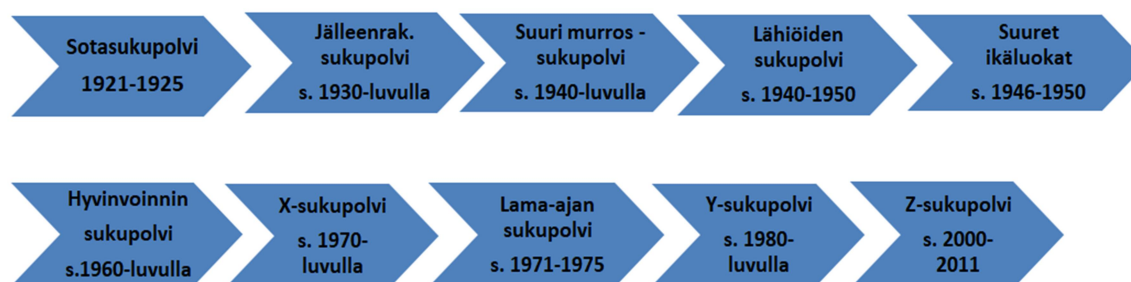 Sotasukupolvi
1921-1925
Jälleenrak.
sukupolvi
s. 1930-luvulla
Suuri murros -
sukupolvi
s. 1940-luvulla
Lähiöiden
sukupolvi
s. 1940-1950
Suuret
ikäluokat
s. 1946-1950
Hyvinvoinnin
sukupolvi
s.1960-luvulla
X-sukupolvi
s. 1970-
luvulla
Lama-ajan
sukupolvi
s. 1971-1975
Y-sukupolvi
s. 1980-
luvulla
Z-sukupolvi
s. 2000-
2011